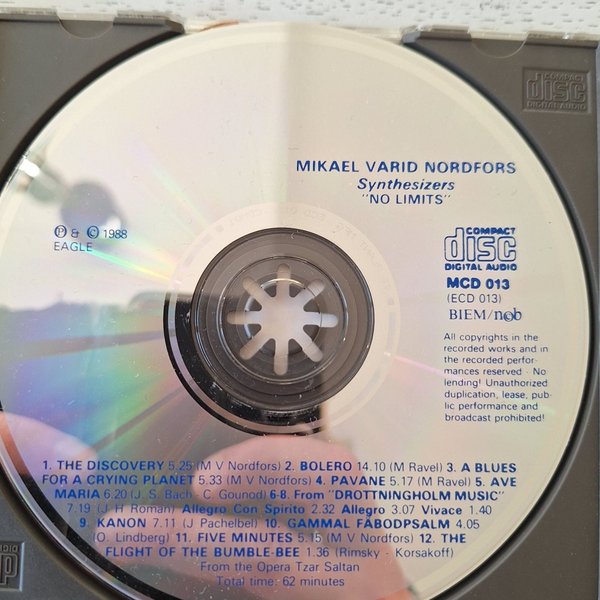 COMPACT
disc
DIGITAL AUDIO
MIKAEL VARID NORDFORS
Synthesizers
"NO LIMITS"
Ⓟ & © 1988
EAGLE
COMPACT
disc
DIGITAL AUDIO
MCD 013
(ECD 013)
BIEM/ncb
All copyrights in the
recorded works and in
the recorded perfor-
mances reserved · No
lending! Unauthorized
duplication, lease, pub-
lic performance and
broadcast prohibited!
1. THE DISCOVERY 5.25 (M V Nordfors) 2. BOLERO 14.10 (M Ravel) 3. A BLUES
FOR A CRYING PLANET 5.33 (M V Nordfors) 4. PAVANE 5.17 (M Ravel) 5. AVE
MARIA 6.20 (J. S. Bach - C. Gounod) 6-8. From "DROTTNINGHOLM MUSIC"
7.19 (J H Roman) Allegro Con Spirito 2.32 Allegro 3.07 Vivace 1.40
9. KANON 7.11 (J Pachelbel) 10. GAMMAL FÄBODPSALM 4.05
(O. Lindberg) 11. FIVE MINUTES 5.15 (M V Nordfors) 12. THE
FLIGHT OF THE BUMBLE-BEE 1.36 (Rimsky - Korsakoff)
From the Opera Tzar Saltan
Total time: 62 minutes